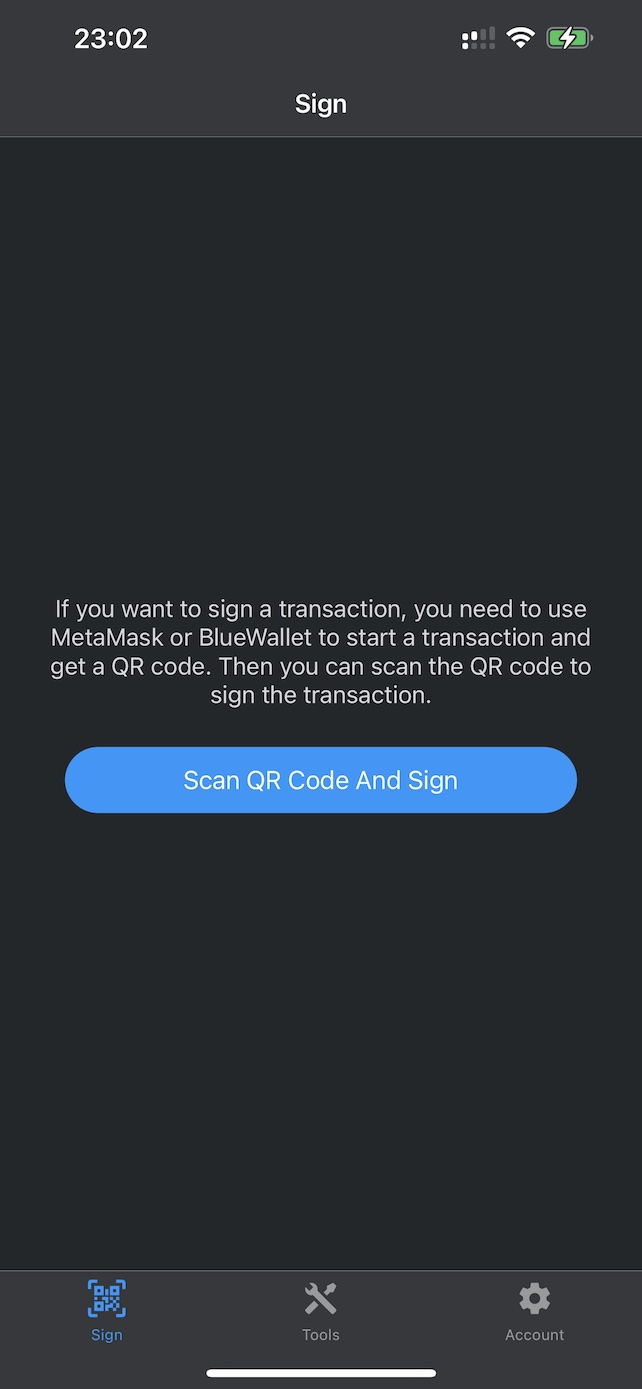 23:02
Sign
If you want to sign a transaction, you need to use
MetaMask or BlueWallet to start a transaction and
get a QR code. Then you can scan the QR code to
sign the transaction.
Scan QR Code And Sign
Sign
Tools
Account